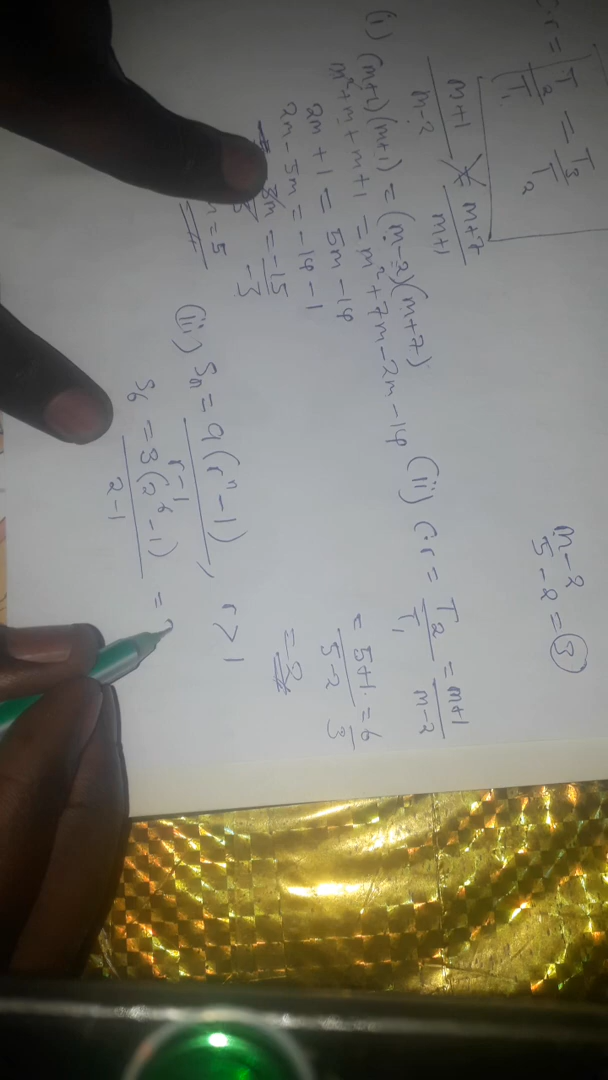 C.r = T2/T1 = T3/T2
m+1/m-2 = m+7/m+1
(i) (m+1)(m+1) = (m-2)(m+7)
m² + m + m + 1 = m² + 7m - 2m - 14
2m + 1 = 5m - 14
2m - 5m = -14 - 1
3m = -15
-3
= 5
m-2
5-2 = 3
(ii) C.r = T2/T1 = m+1/m-2
= 5+1/5-2 = 6/3
= 2
(iii) Sn = a(rⁿ-1)/r-1, r>1
S6 = 3(2⁶-1)/2-1 =